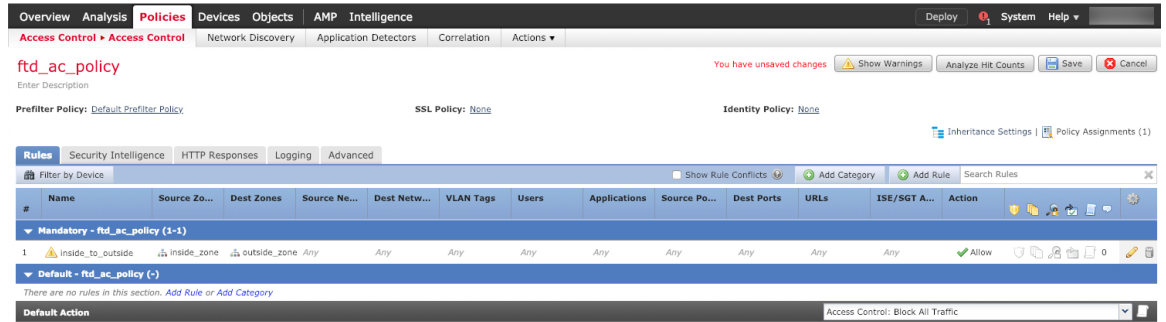 Overview Analysis Policies Devices Objects AMP Intelligence Deploy 1 System Help
Access Control ▸ Access Control Network Discovery Application Detectors Correlation Actions
ftd_ac_policy You have unsaved changes Show Warnings Analyze Hit Counts Save Cancel
Enter Description
Prefilter Policy: Default Prefilter Policy SSL Policy: None Identity Policy: None
Inheritance Settings | Policy Assignments (1)
Rules Security Intelligence HTTP Responses Logging Advanced
Filter by Device Show Rule Conflicts Add Category Add Rule Search Rules
# Name Source Zo... Dest Zones Source Ne... Dest Netw... VLAN Tags Users Applications Source Po... Dest Ports URLs ISE/SGT A... Action
Mandatory - ftd_ac_policy (1-1)
1 inside_to_outside inside_zone outside_zone Any Any Any Any Any Any Any Any Any Allow 0
Default - ftd_ac_policy (-)
There are no rules in this section. Add Rule or Add Category
Default Action Access Control: Block All Traffic